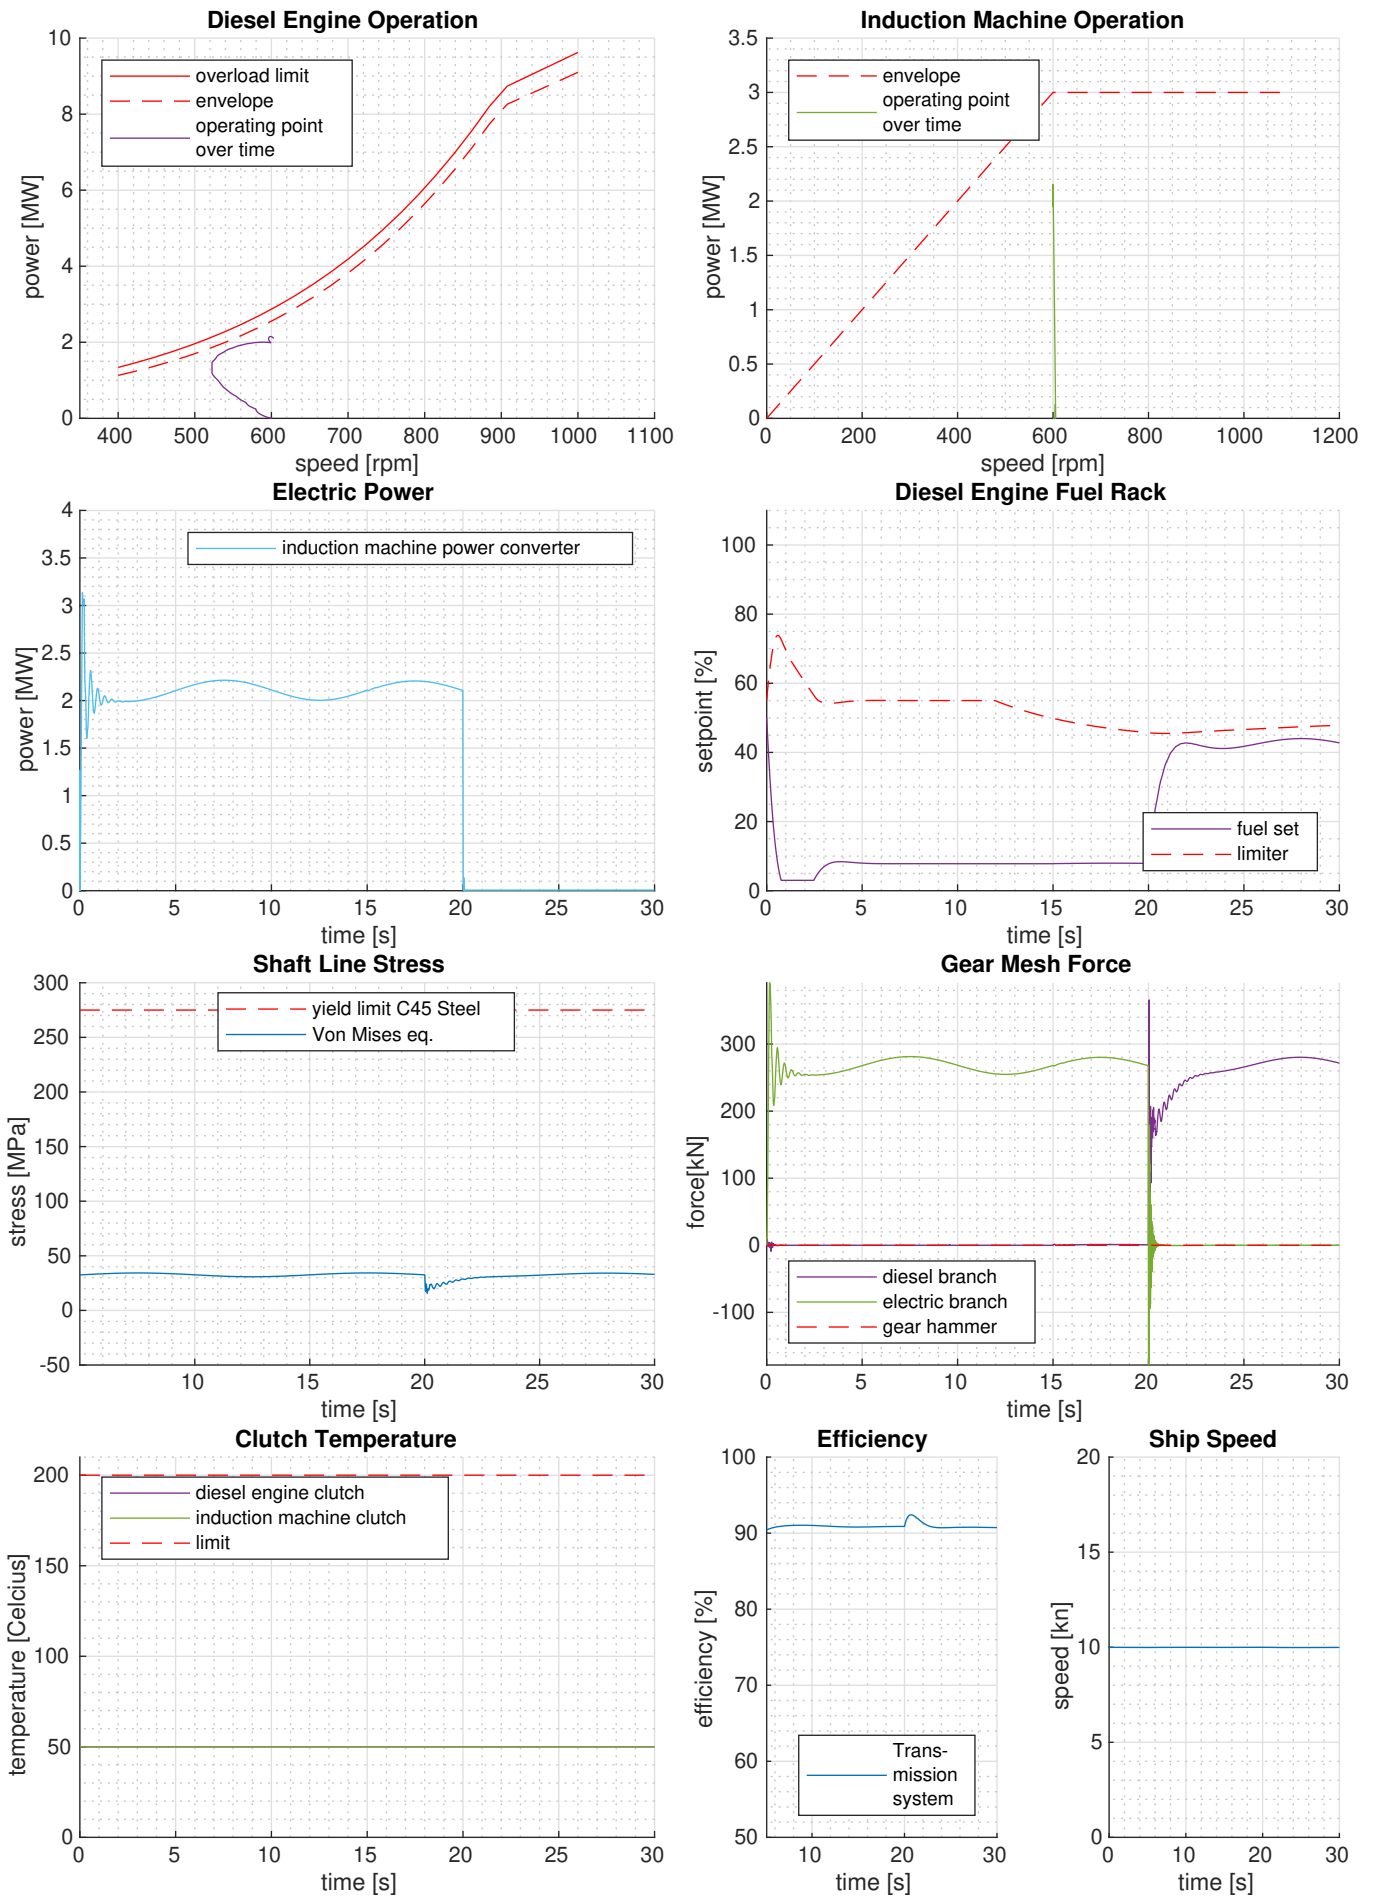 Diesel Engine Operation
10
8
6
4
2
0
power [MW]
overload limit
envelope
operating point
over time
400 500 600 700 800 900 1000 1100
speed [rpm]
Induction Machine Operation
3.5
3
2.5
2
1.5
1
0.5
0
power [MW]
envelope
operating point
over time
0 200 400 600 800 1000 1200
speed [rpm]
Electric Power
4
3.5
3
2.5
2
1.5
1
0.5
0
power [MW]
induction machine power converter
0 5 10 15 20 25 30
time [s]
Diesel Engine Fuel Rack
100
80
60
40
20
0
setpoint [%]
fuel set
limiter
0 5 10 15 20 25 30
time [s]
Shaft Line Stress
300
250
200
150
100
50
0
-50
stress [MPa]
yield limit C45 Steel
Von Mises eq.
10 15 20 25 30
time [s]
Gear Mesh Force
300
200
100
0
-100
force[kN]
diesel branch
electric branch
gear hammer
0 5 10 15 20 25 30
time [s]
Clutch Temperature
200
150
100
50
0
temperature [Celcius]
diesel engine clutch
induction machine clutch
limit
0 5 10 15 20 25 30
time [s]
Efficiency
100
90
80
70
60
50
efficiency [%]
Trans-
mission
system
10 20 30
time [s]
Ship Speed
20
15
10
5
0
speed [kn]
0 10 20 30
time [s]